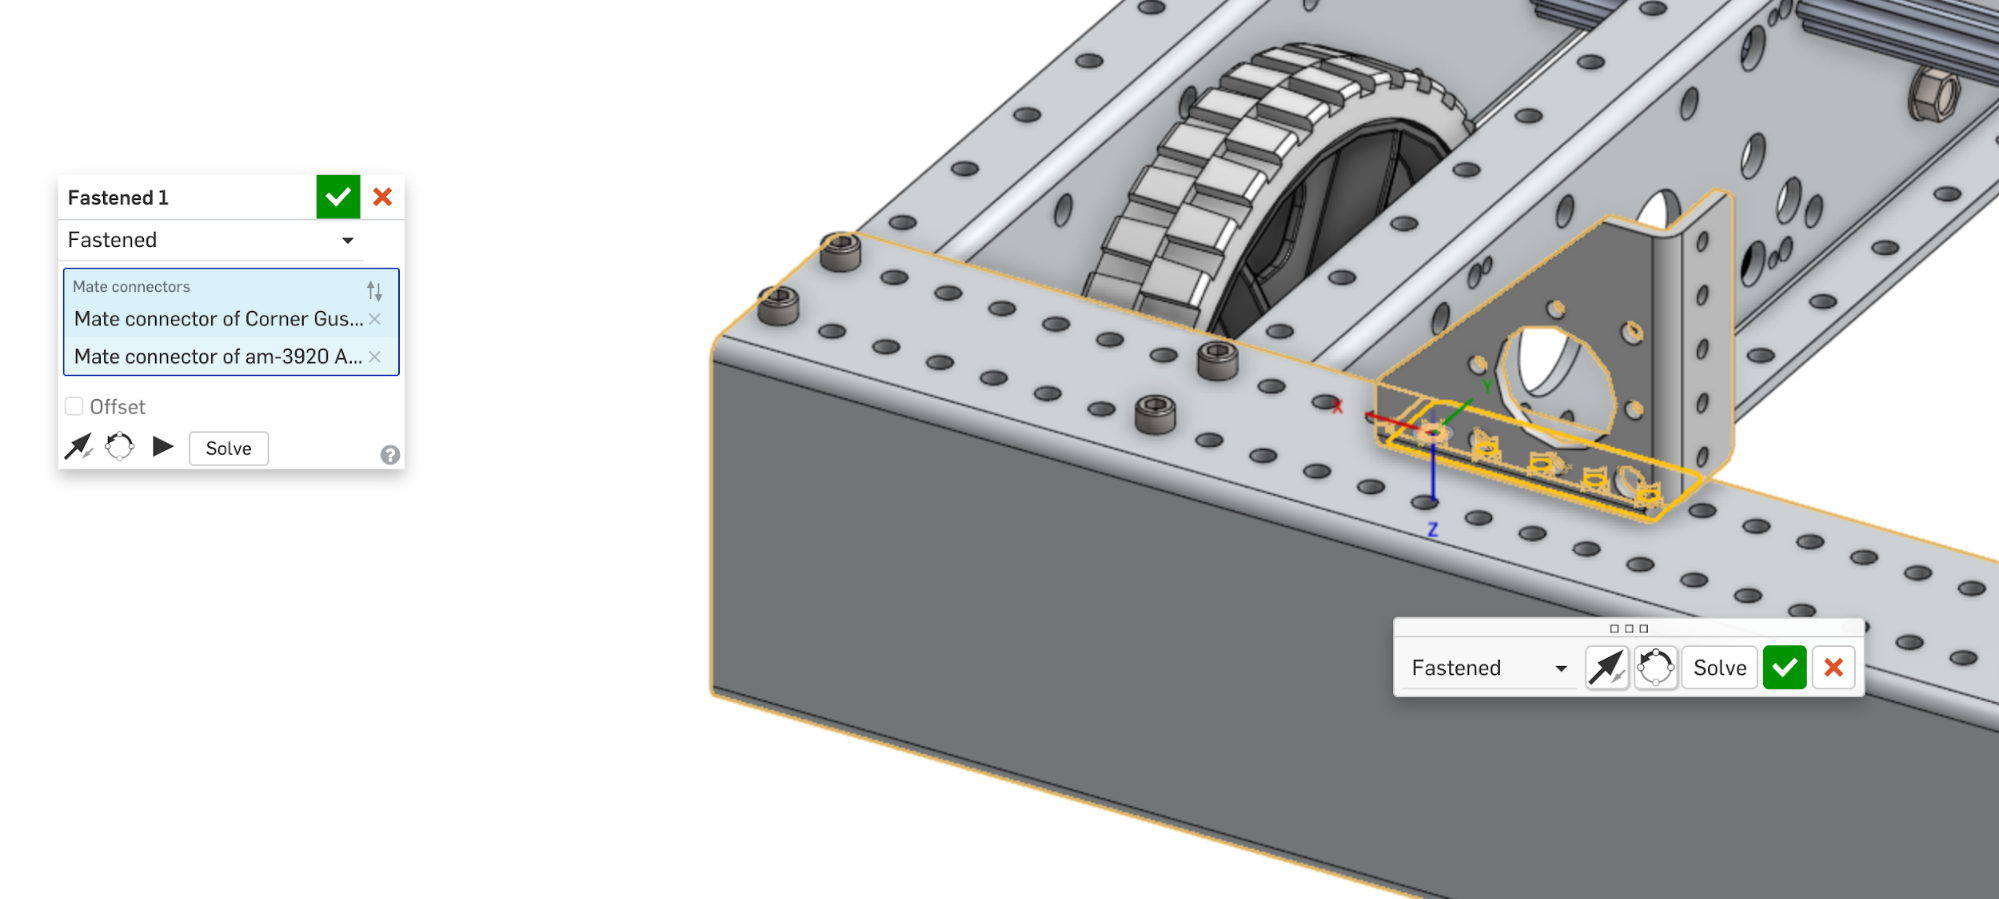 Fastened 1
Fastened
Mate connectors
Mate connector of Corner Gus...
Mate connector of am-3920 A...
Offset
Solve
?
X
Y
Z
Fastened
Solve